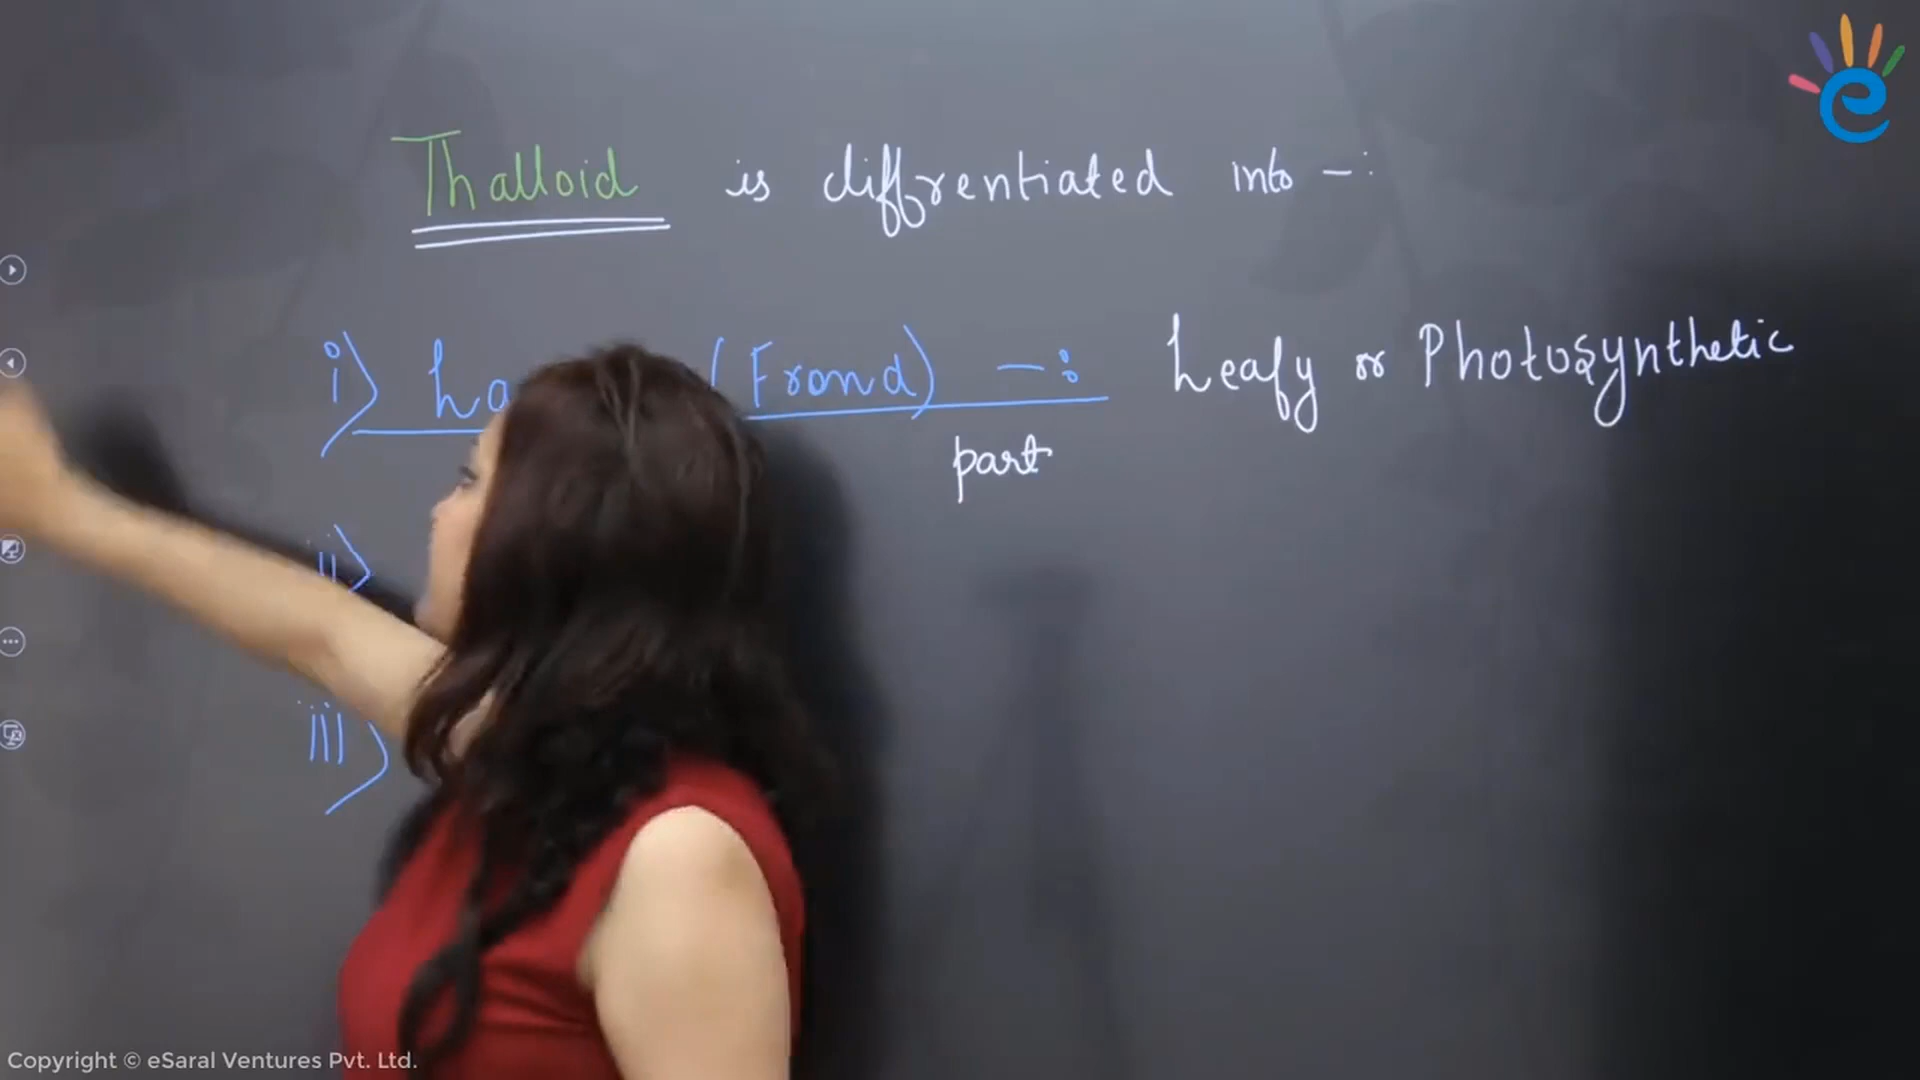 Thalloid is diffrentiated into -:
i) (Frond) -: Leafy or Photosynthetic
part
ii)
iii)
Copyright © eSaral Ventures Pvt. Ltd.